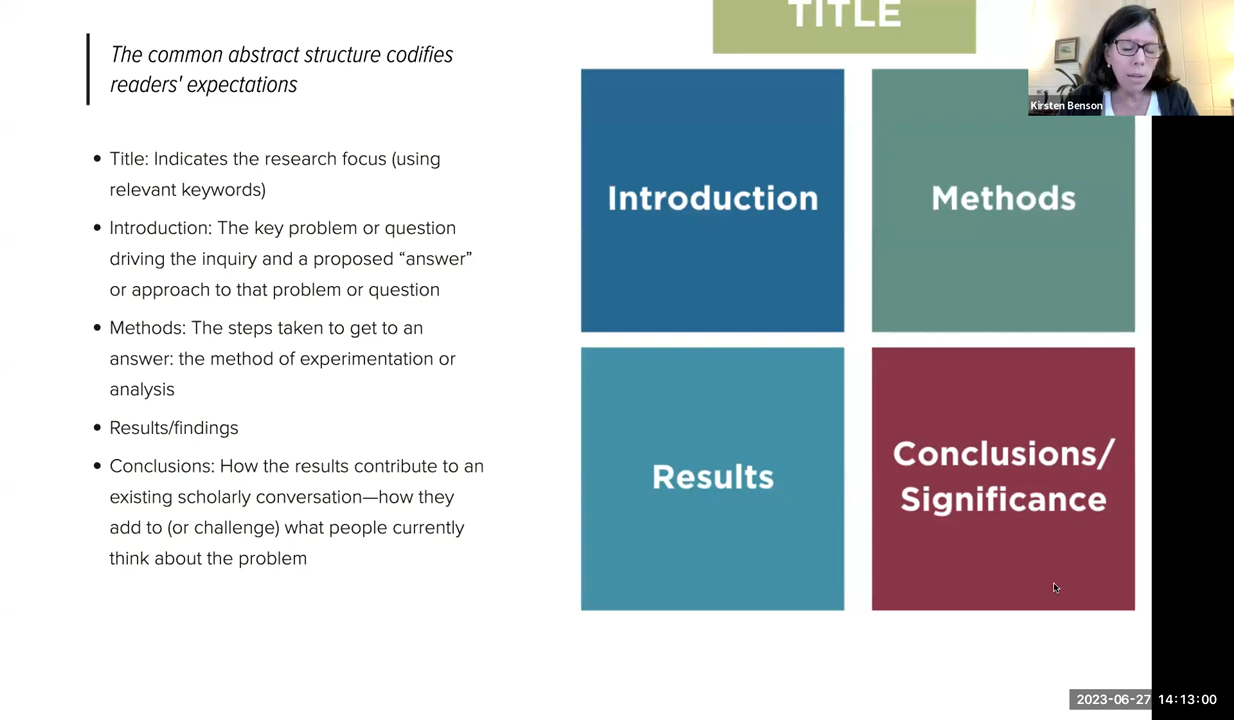 The common abstract structure codifies
readers' expectations
• Title: Indicates the research focus (using
relevant keywords)
• Introduction: The key problem or question
driving the inquiry and a proposed “answer”
or approach to that problem or question
• Methods: The steps taken to get to an
answer: the method of experimentation or
analysis
• Results/findings
• Conclusions: How the results contribute to an
existing scholarly conversation—how they
add to (or challenge) what people currently
think about the problem
TITLE
Introduction
Methods
Results
Conclusions/
Significance
Kirsten Benson
2023-06-27 14:13:00